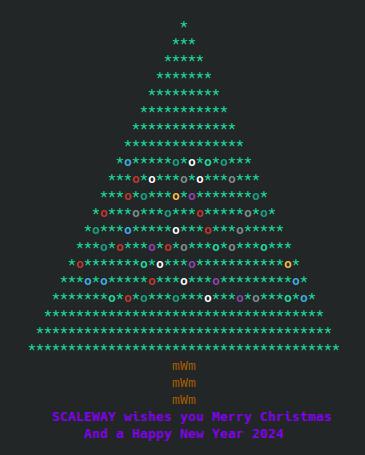 mWm
mWm
mWm
SCALEWAY wishes you Merry Christmas
And a Happy New Year 2024